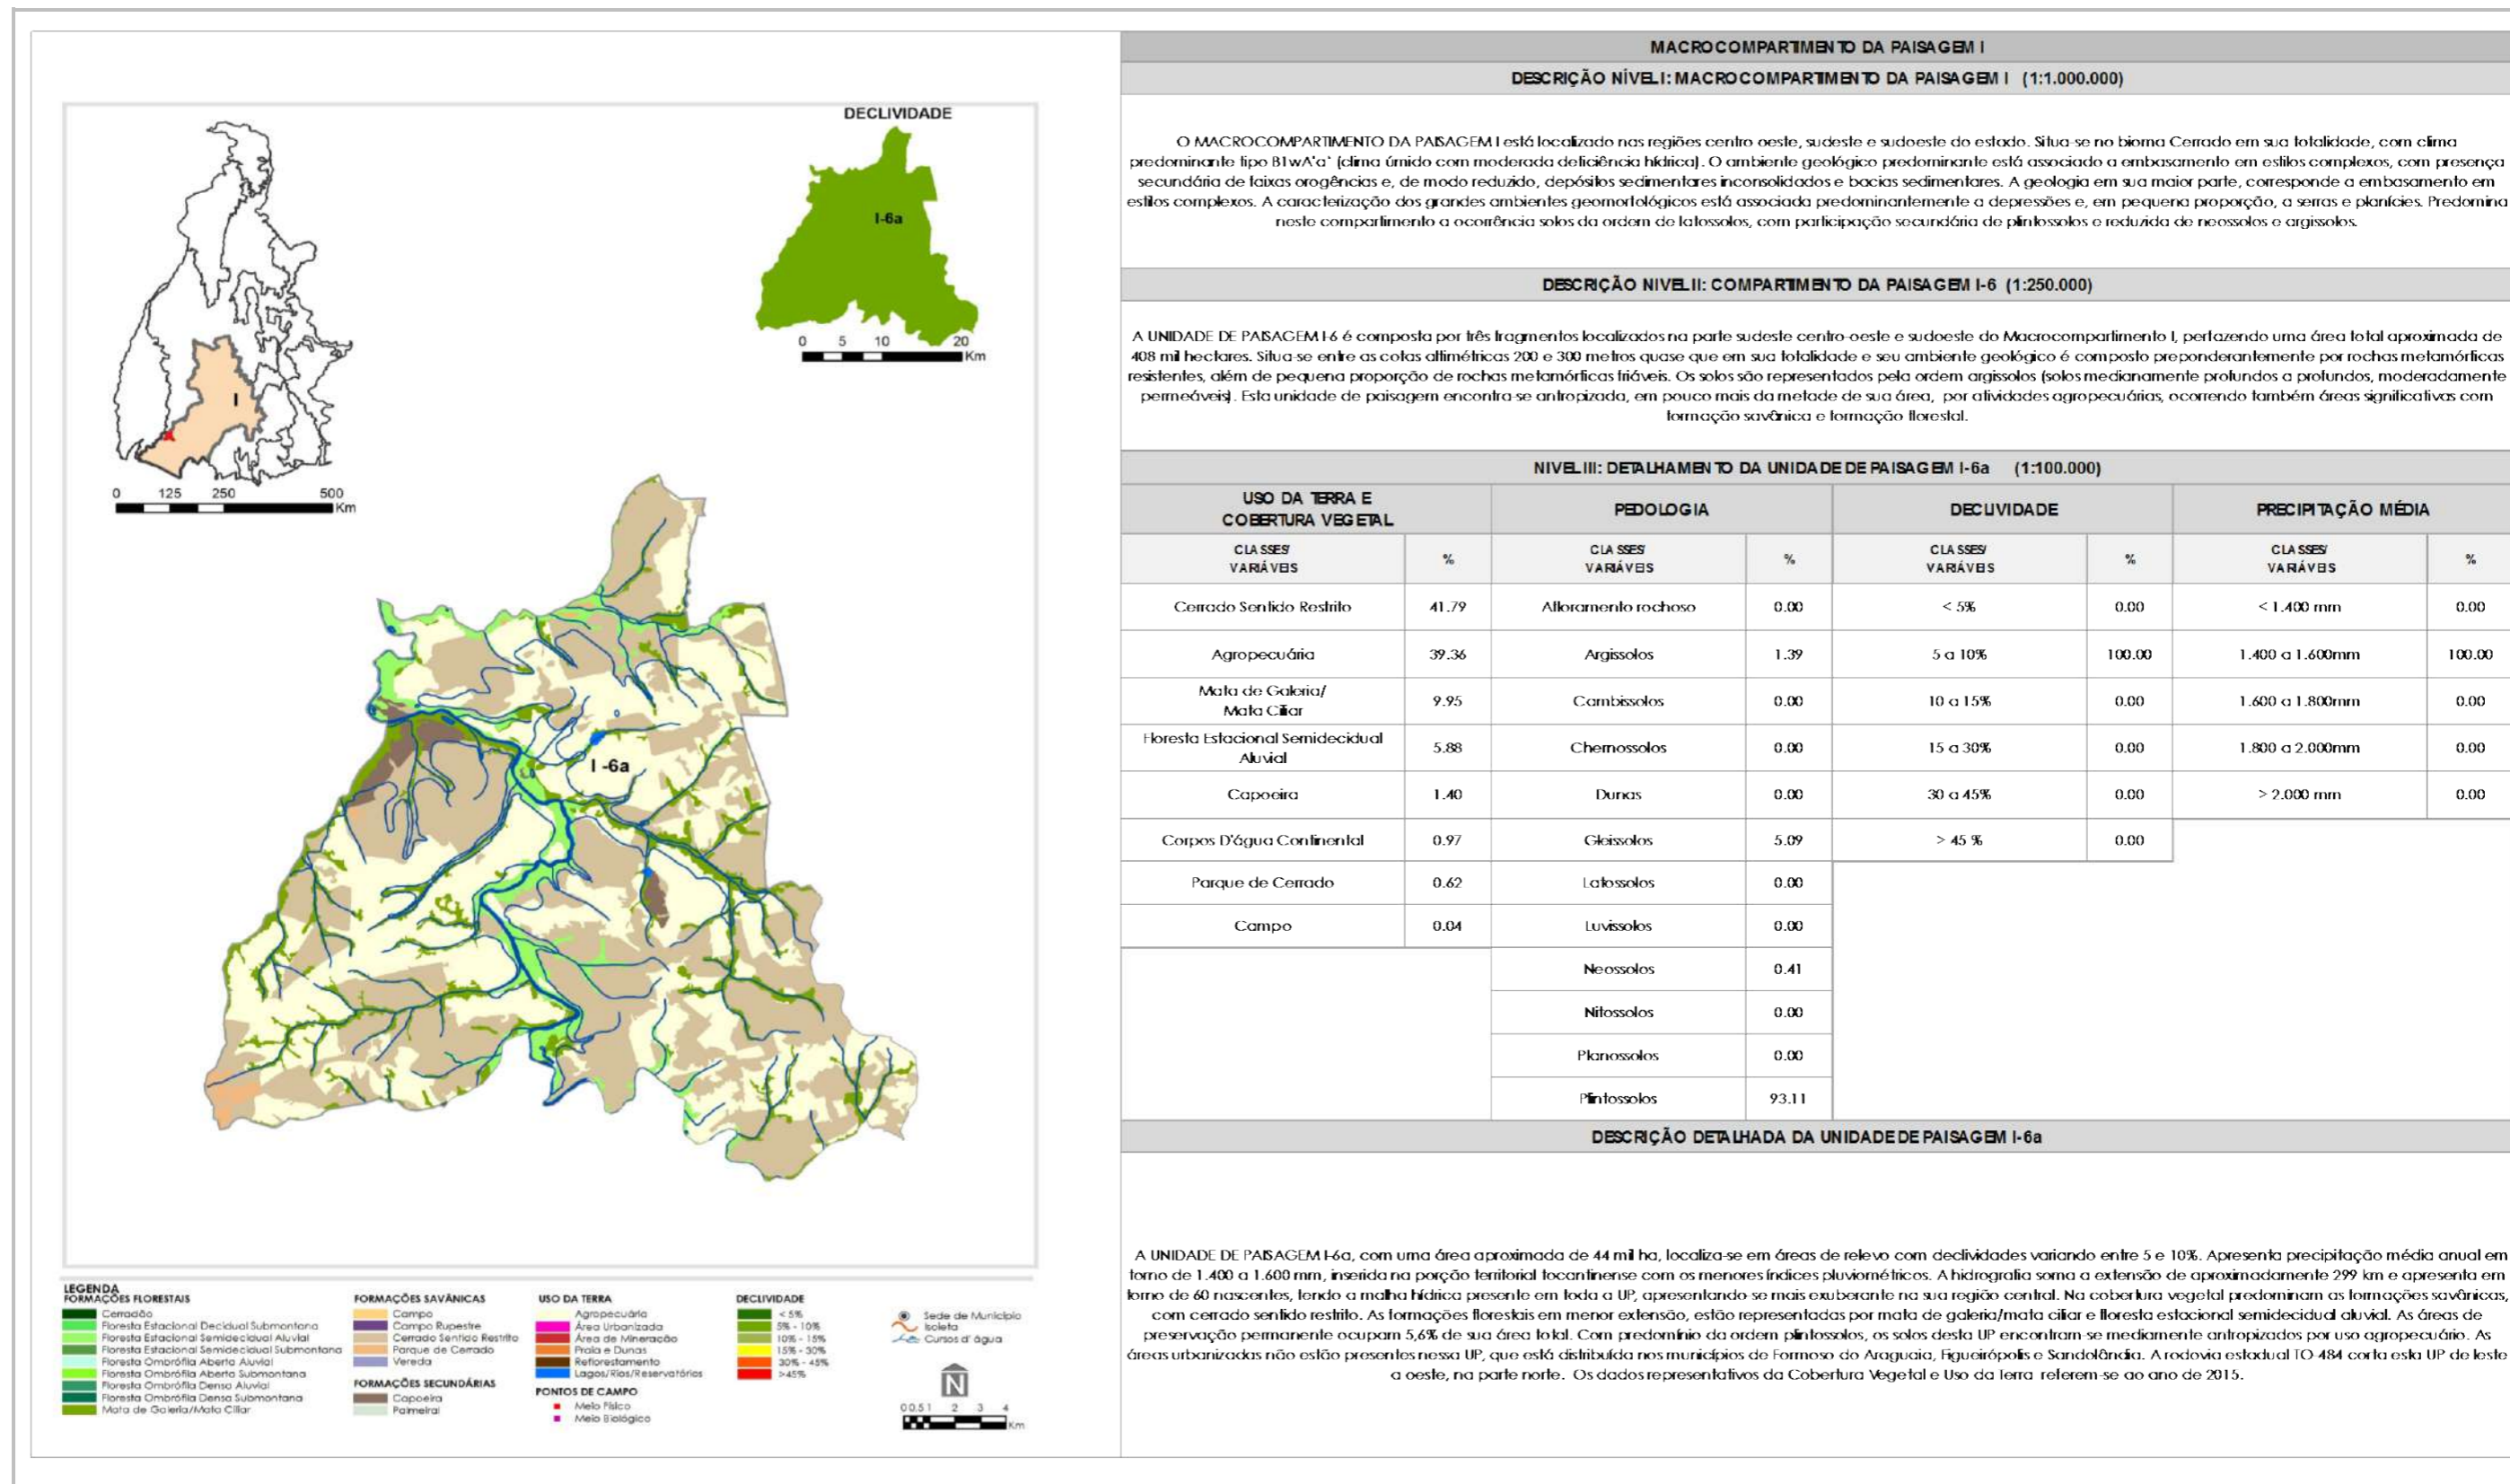 DECLIVIDADE
I-6a
0 5 10 20
Km
I
0 125 250 500
Km
I -6a
LEGENDA
FORMAÇÕES FLORESTAIS
Cerradão
Floresta Estacional Decidual Submontana
Floresta Estacional Semidecidual Aluvial
Floresta Estacional Semidecidual Submontana
Floresta Ombrófila Aberta Aluvial
Floresta Ombrófila Aberta Submontana
Floresta Ombrófila Densa Aluvial
Floresta Ombrófila Densa Submontana
Mata de Galeria/Mata Ciliar
FORMAÇÕES SAVÂNICAS
Campo
Campo Rupestre
Cerrado Sentido Restrito
Parque de Cerrado
Vereda
FORMAÇÕES SECUNDÁRIAS
Capoeira
Palmeiral
USO DA TERRA
Agropecuária
Área Urbanizada
Área de Mineração
Praia e Dunas
Reflorestamento
Lagos/Rios/Reservatórios
PONTOS DE CAMPO
Meio Físico
Meio Biológico
DECLIVIDADE
< 5%
5% - 10%
10% - 15%
15% - 30%
30% - 45%
>45%
Sede de Município
Isoieta
Cursos d' água
N
0 0,5 1 2 3 4
Km
MACROCOMPARTIMENTO DA PAISAGEM I
DESCRIÇÃO NÍVEL I: MACROCOMPARTIMENTO DA PAISAGEM I (1:1.000.000)
O MACROCOMPARTIMENTO DA PAISAGEM I está localizado nas regiões centro oeste, sudeste e sudoeste do estado. Situa-se no bioma Cerrado em sua totalidade, com clima
predominante tipo B1wA'a' (clima úmido com moderada deficiência hídrica). O ambiente geológico predominante está associado a embasamento em estilos complexos, com presença
secundária de faixas orogências e, de modo reduzido, depósitos sedimentares inconsolidados e bacias sedimentares. A geologia em sua maior parte, corresponde a embasamento em
estilos complexos. A caracterização dos grandes ambientes geomorfológicos está associada predominantemente a depressões e, em pequena proporção, a serras e planícies. Predomina
neste compartimento a ocorrência solos da ordem de latossolos, com participação secundária de plintossolos e reduzida de neossolos e argissolos.
DESCRIÇÃO NIVEL II: COMPARTIMENTO DA PAISAGEM I-6 (1:250.000)
A UNIDADE DE PAISAGEM I-6 é composta por três fragmentos localizados na parte sudeste centro-oeste e sudoeste do Macrocompartimento I, perfazendo uma área total aproximada de
408 mil hectares. Situa-se entre as cotas altimétricas 200 e 300 metros quase que em sua totalidade e seu ambiente geológico é composto preponderantemente por rochas metamórficas
resistentes, além de pequena proporção de rochas metamórficas friáveis. Os solos são representados pela ordem argissolos (solos medianamente profundos a profundos, moderadamente
permeáveis). Esta unidade de paisagem encontra-se antropizada, em pouco mais da metade de sua área, por atividades agropecuárias, ocorrendo também áreas significativas com
formação savânica e formação florestal.
NIVEL III: DETALHAMENTO DA UNIDADE DE PAISAGEM I-6a (1:100.000)
USO DA TERRA E
COBERTURA VEGETAL PEDOLOGIA DECLIVIDADE PRECIPITAÇÃO MÉDIA
CLASSES/
VARIÁVEIS % CLASSES/
VARIÁVEIS % CLASSES/
VARIÁVEIS % CLASSES/
VARIÁVEIS %
Cerrado Sentido Restrito 41.79 Afloramento rochoso 0.00 < 5% 0.00 < 1.400 mm 0.00
Agropecuária 39.36 Argissolos 1.39 5 a 10% 100.00 1.400 a 1.600mm 100.00
Mata de Galeria/
Mata Ciliar 9.95 Cambissolos 0.00 10 a 15% 0.00 1.600 a 1.800mm 0.00
Floresta Estacional Semidecidual
Aluvial 5.88 Chernossolos 0.00 15 a 30% 0.00 1.800 a 2.000mm 0.00
Capoeira 1.40 Dunas 0.00 30 a 45% 0.00 > 2.000 mm 0.00
Corpos D'água Continental 0.97 Gleissolos 5.09 > 45 % 0.00
Parque de Cerrado 0.62 Latossolos 0.00
Campo 0.04 Luvissolos 0.00
Neossolos 0.41
Nitossolos 0.00
Planossolos 0.00
Plintossolos 93.11
DESCRIÇÃO DETALHADA DA UNIDADE DE PAISAGEM I-6a
A UNIDADE DE PAISAGEM I-6a, com uma área aproximada de 44 mil ha, localiza-se em áreas de relevo com declividades variando entre 5 e 10%. Apresenta precipitação média anual em
torno de 1.400 a 1.600 mm, inserida na porção territorial tocantinense com os menores índices pluviométricos. A hidrografia soma a extensão de aproximadamente 299 km e apresenta em
torno de 60 nascentes, tendo a malha hídrica presente em toda a UP, apresentando-se mais exuberante na sua região central. Na cobertura vegetal predominam as formações savânicas,
com cerrado sentido restrito. As formações florestais em menor extensão, estão representadas por mata de galeria/mata ciliar e floresta estacional semidecidual aluvial. As áreas de
preservação permanente ocupam 5,6% de sua área total. Com predomínio da ordem plintossolos, os solos desta UP encontram-se mediamente antropizados por uso agropecuário. As
áreas urbanizadas não estão presentes nessa UP, que está distribuída nos municípios de Formoso do Araguaia, Figueirópolis e Sandolândia. A rodovia estadual TO 484 corta esta UP de leste
a oeste, na parte norte. Os dados representativos da Cobertura Vegetal e Uso da Terra referem-se ao ano de 2015.